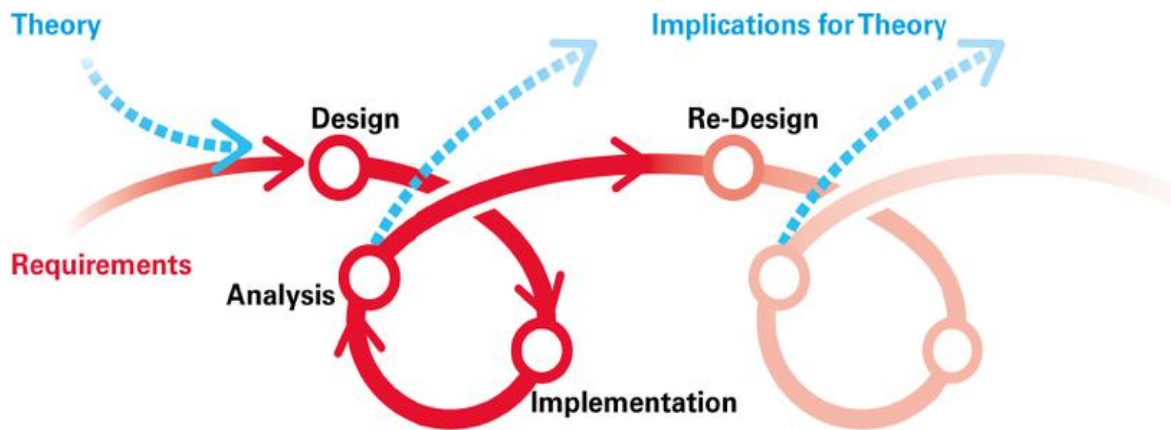 Theory
Implications for Theory
Design
Re-Design
Requirements
Analysis
Implementation